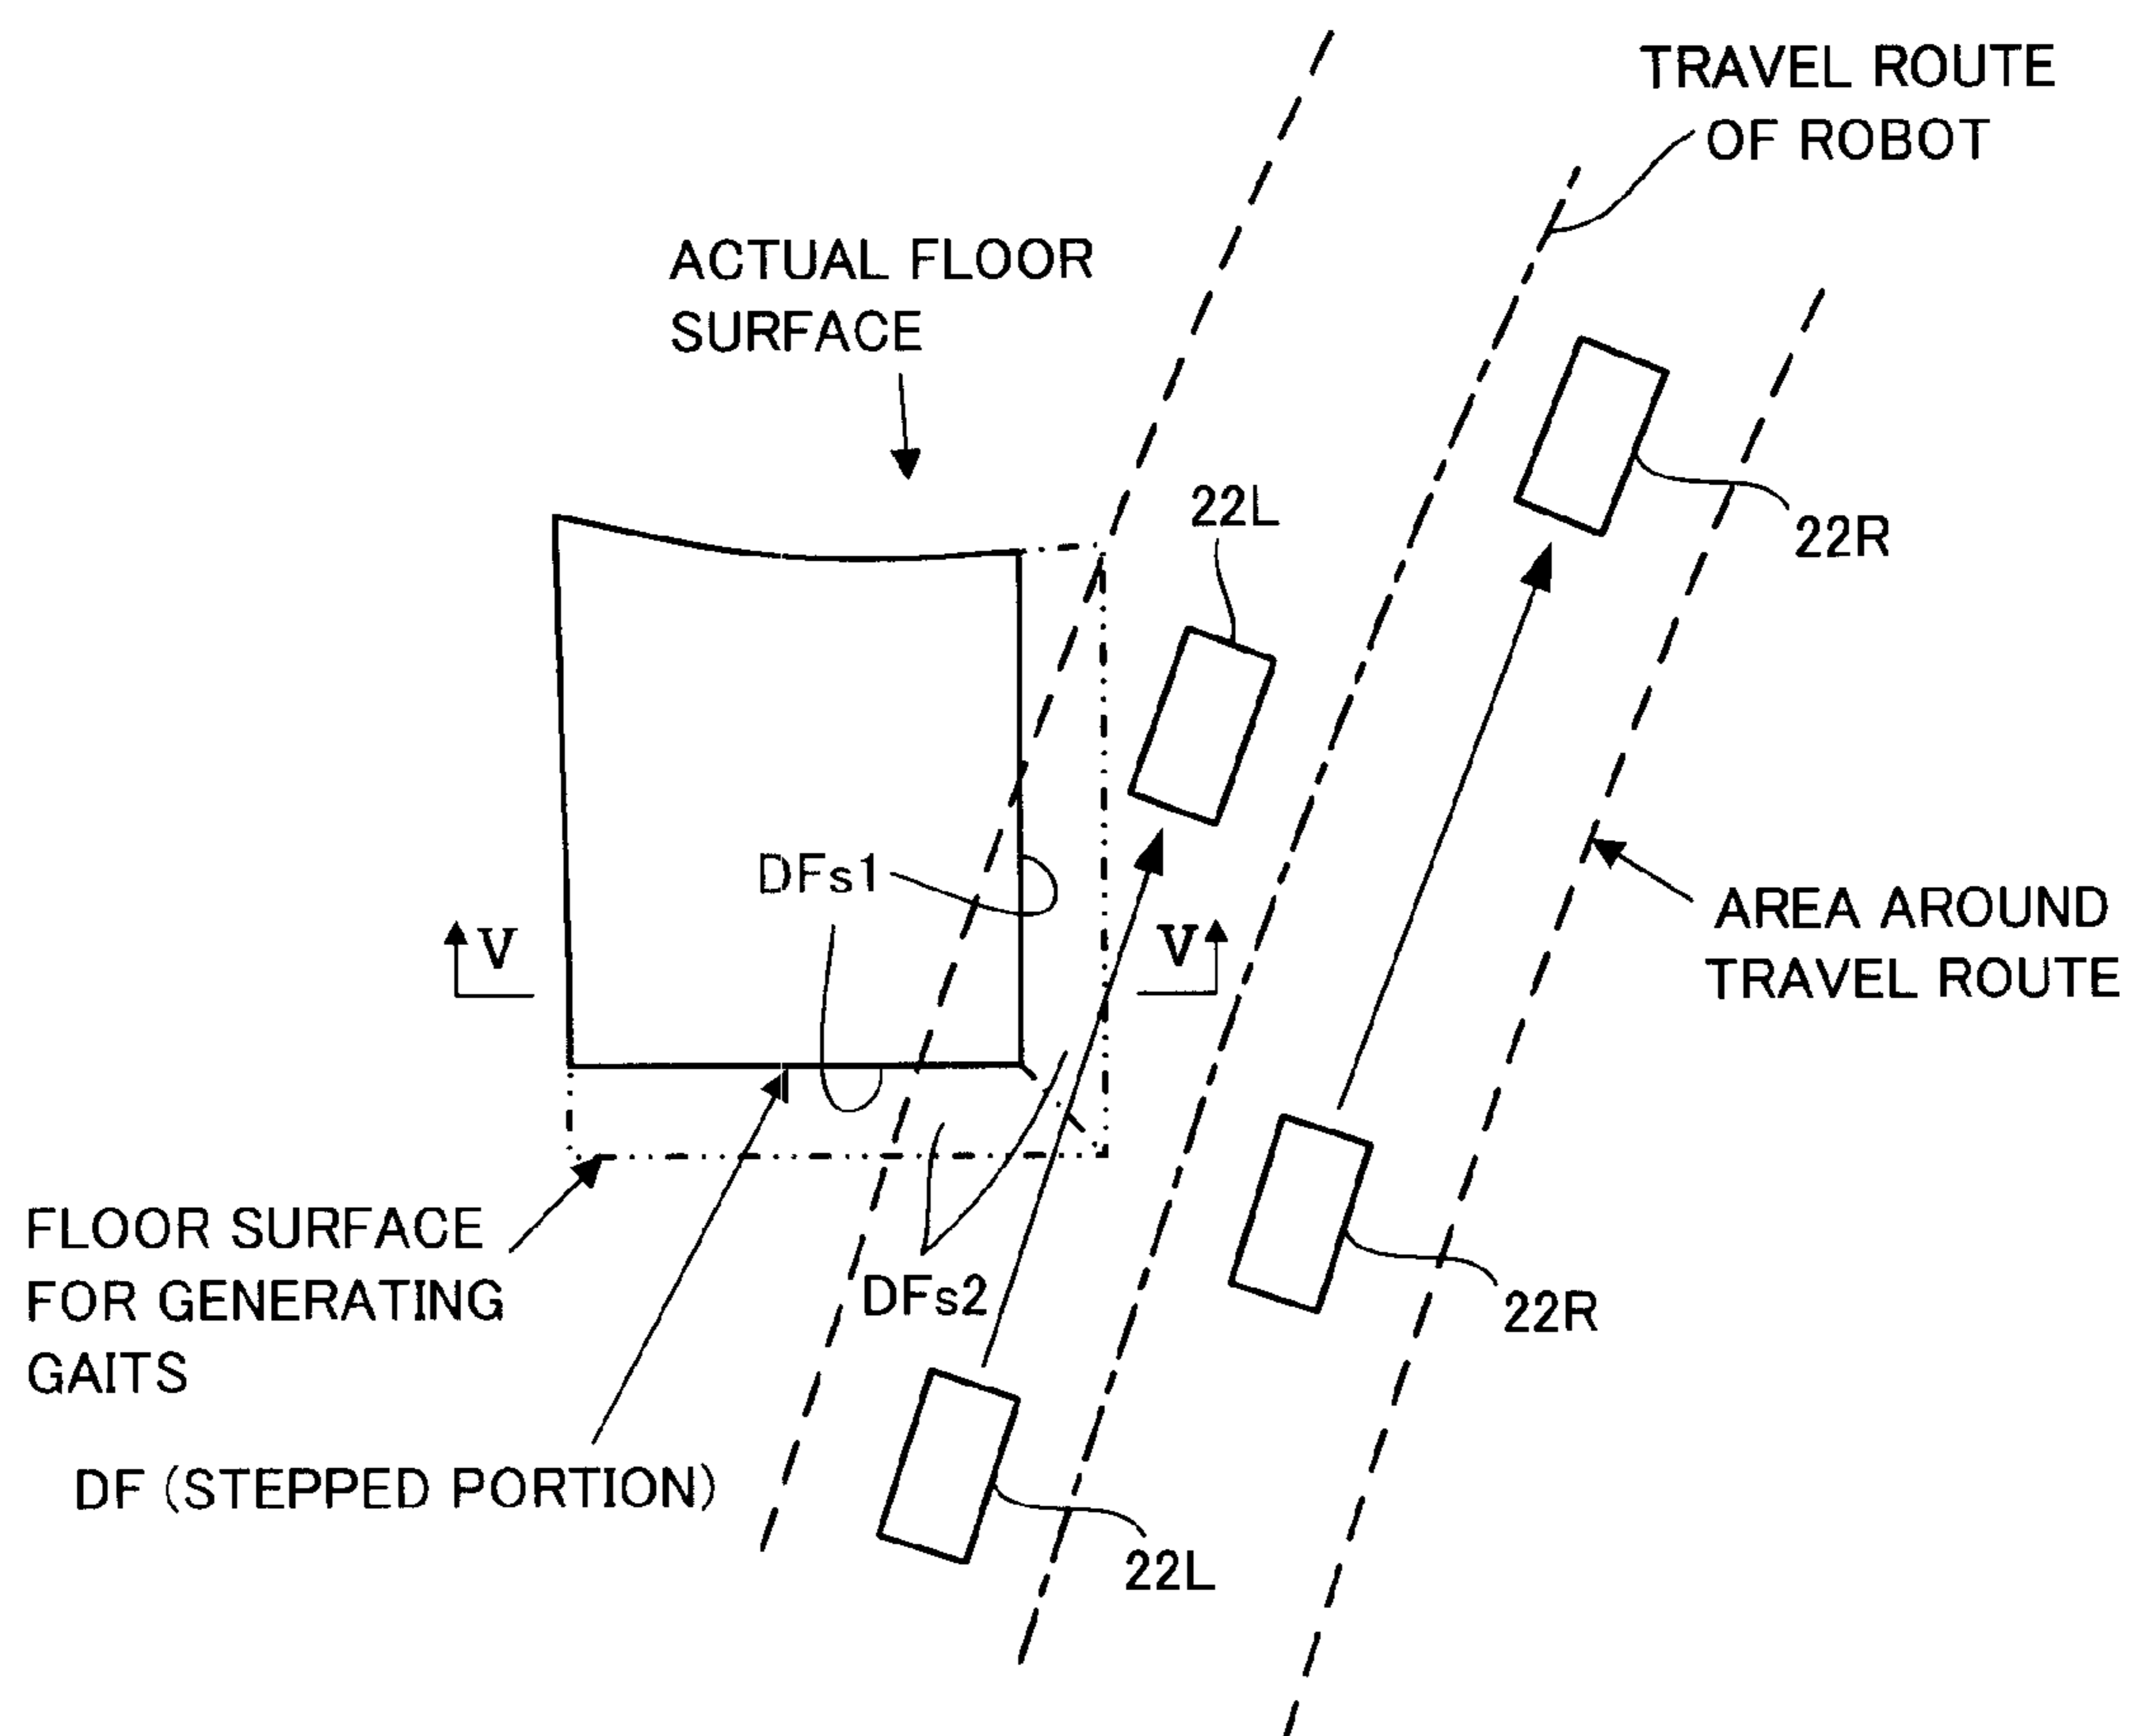 TRAVEL ROUTE
OF ROBOT
ACTUAL FLOOR
SURFACE
22L
22R
DFs1
V
V
AREA AROUND
TRAVEL ROUTE
FLOOR SURFACE
FOR GENERATING
GAITS
DFs2
22R
DF (STEPPED PORTION)
22L